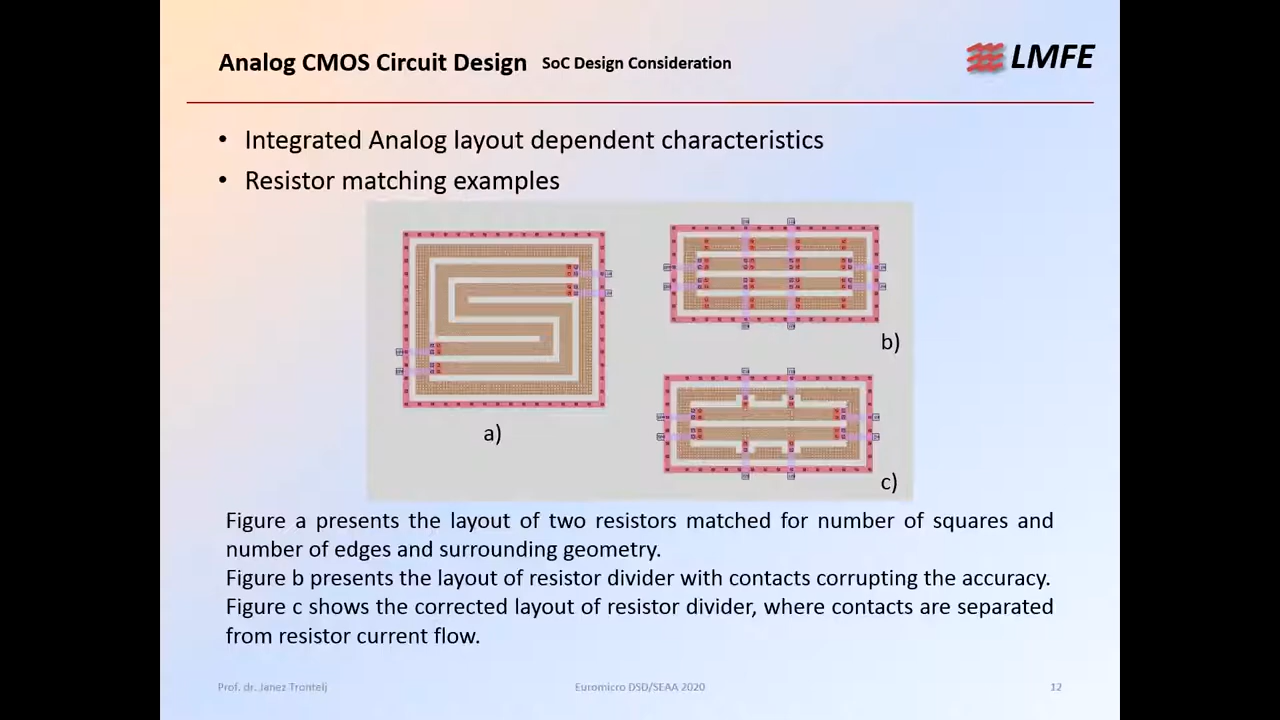 Analog CMOS Circuit Design SoC Design Consideration
LMFE
• Integrated Analog layout dependent characteristics
• Resistor matching examples
a)
b)
c)
Figure a presents the layout of two resistors matched for number of squares and
number of edges and surrounding geometry.
Figure b presents the layout of resistor divider with contacts corrupting the accuracy.
Figure c shows the corrected layout of resistor divider, where contacts are separated
from resistor current flow.
Prof. dr. Janez Trontelj
Euromicro DSD/SEAA 2020
12